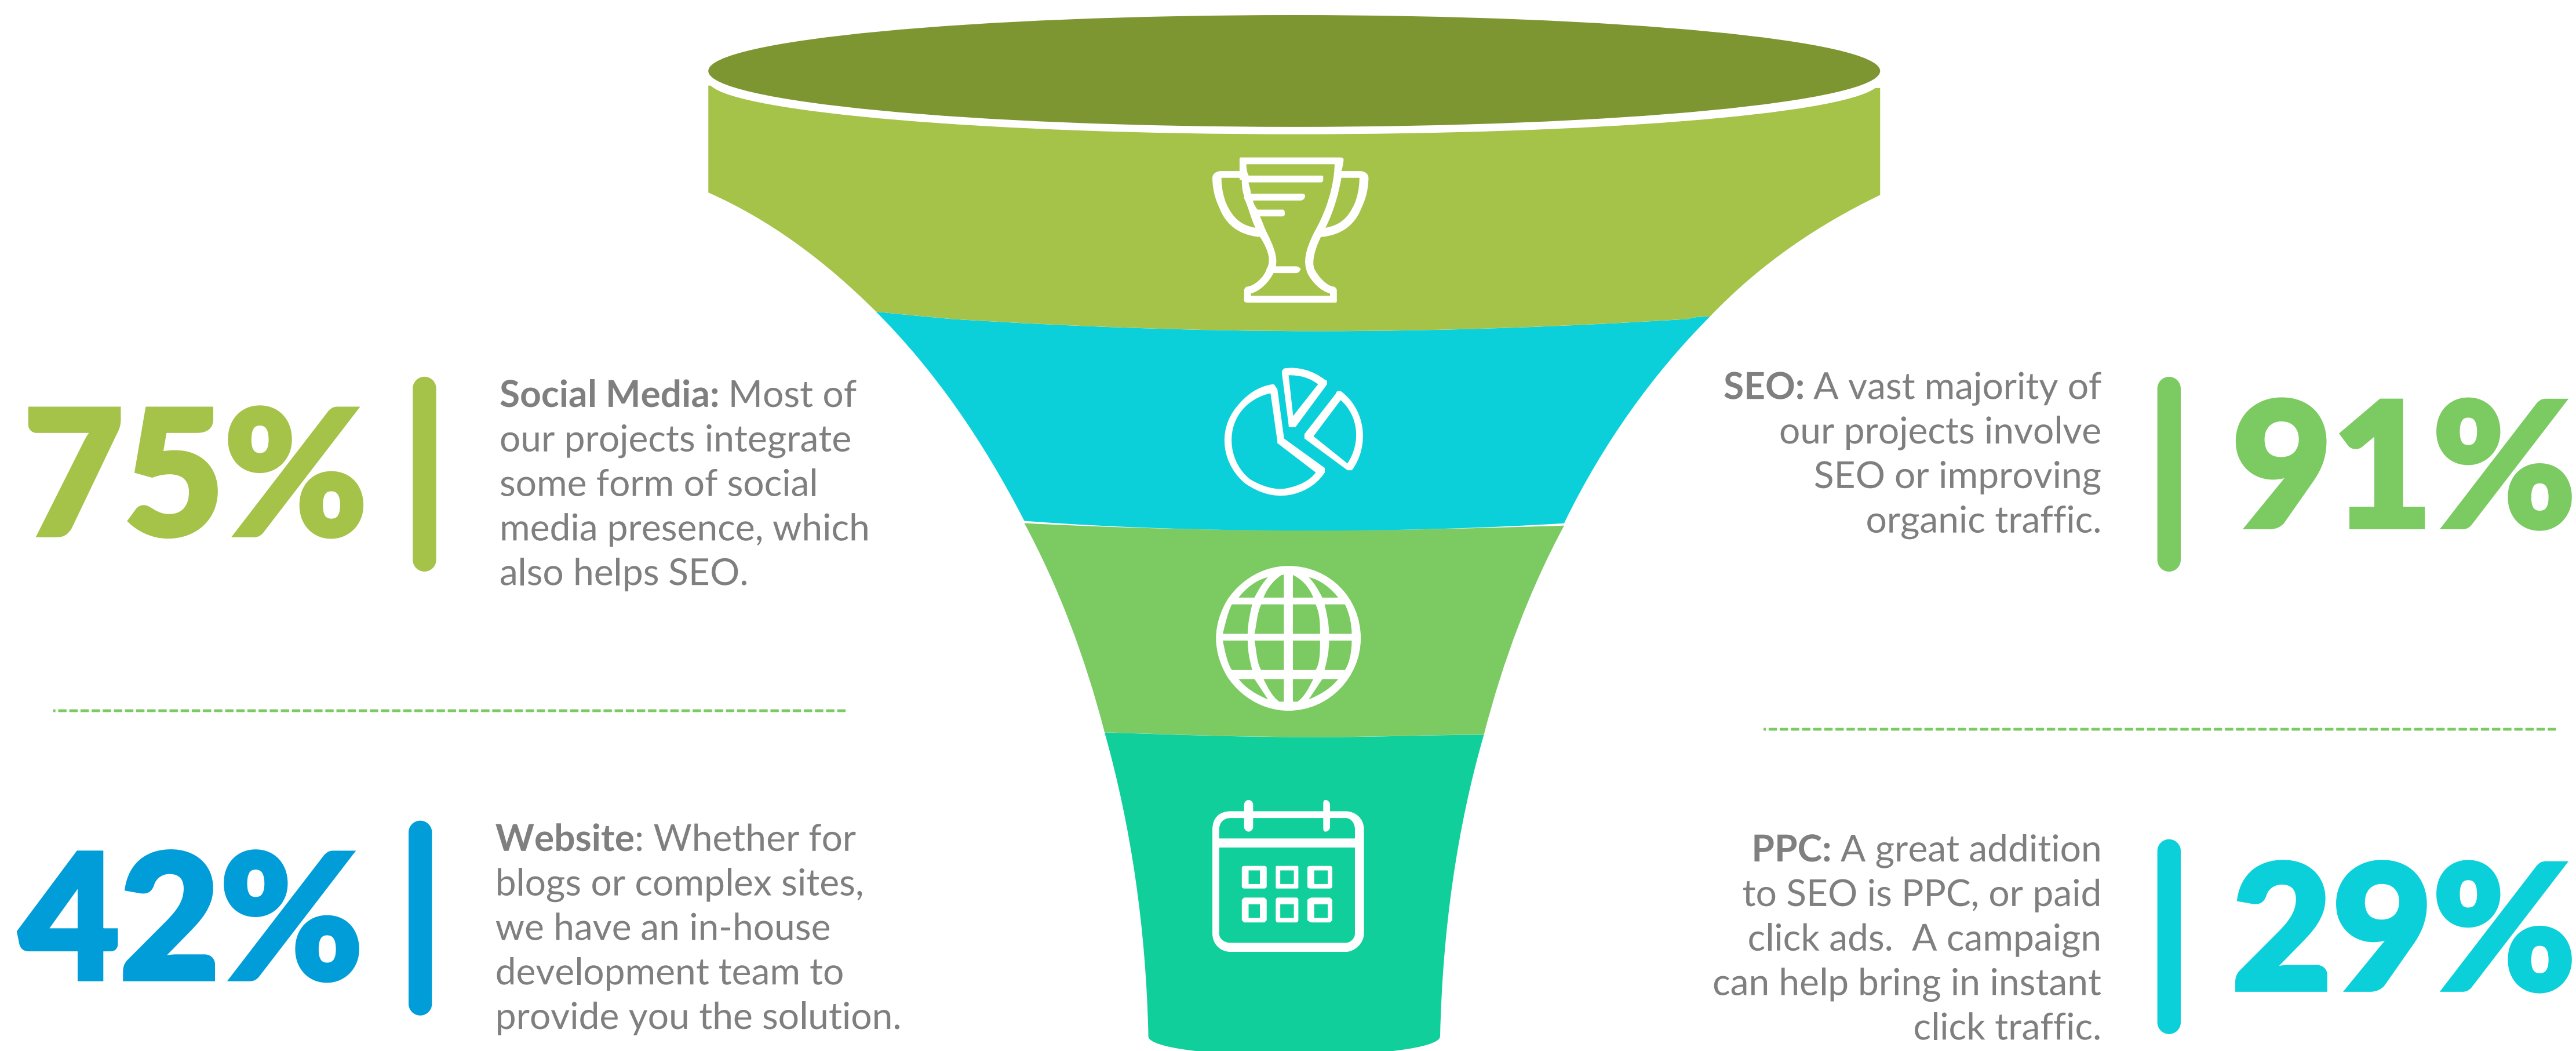 75%
Social Media: Most of
our projects integrate
some form of social
media presence, which
also helps SEO.
SEO: A vast majority of
our projects involve
SEO or improving
organic traffic.
91%
42%
Website: Whether for
blogs or complex sites,
we have an in-house
development team to
provide you the solution.
PPC: A great addition
to SEO is PPC, or paid
click ads.  A campaign
can help bring in instant
click traffic.
29%